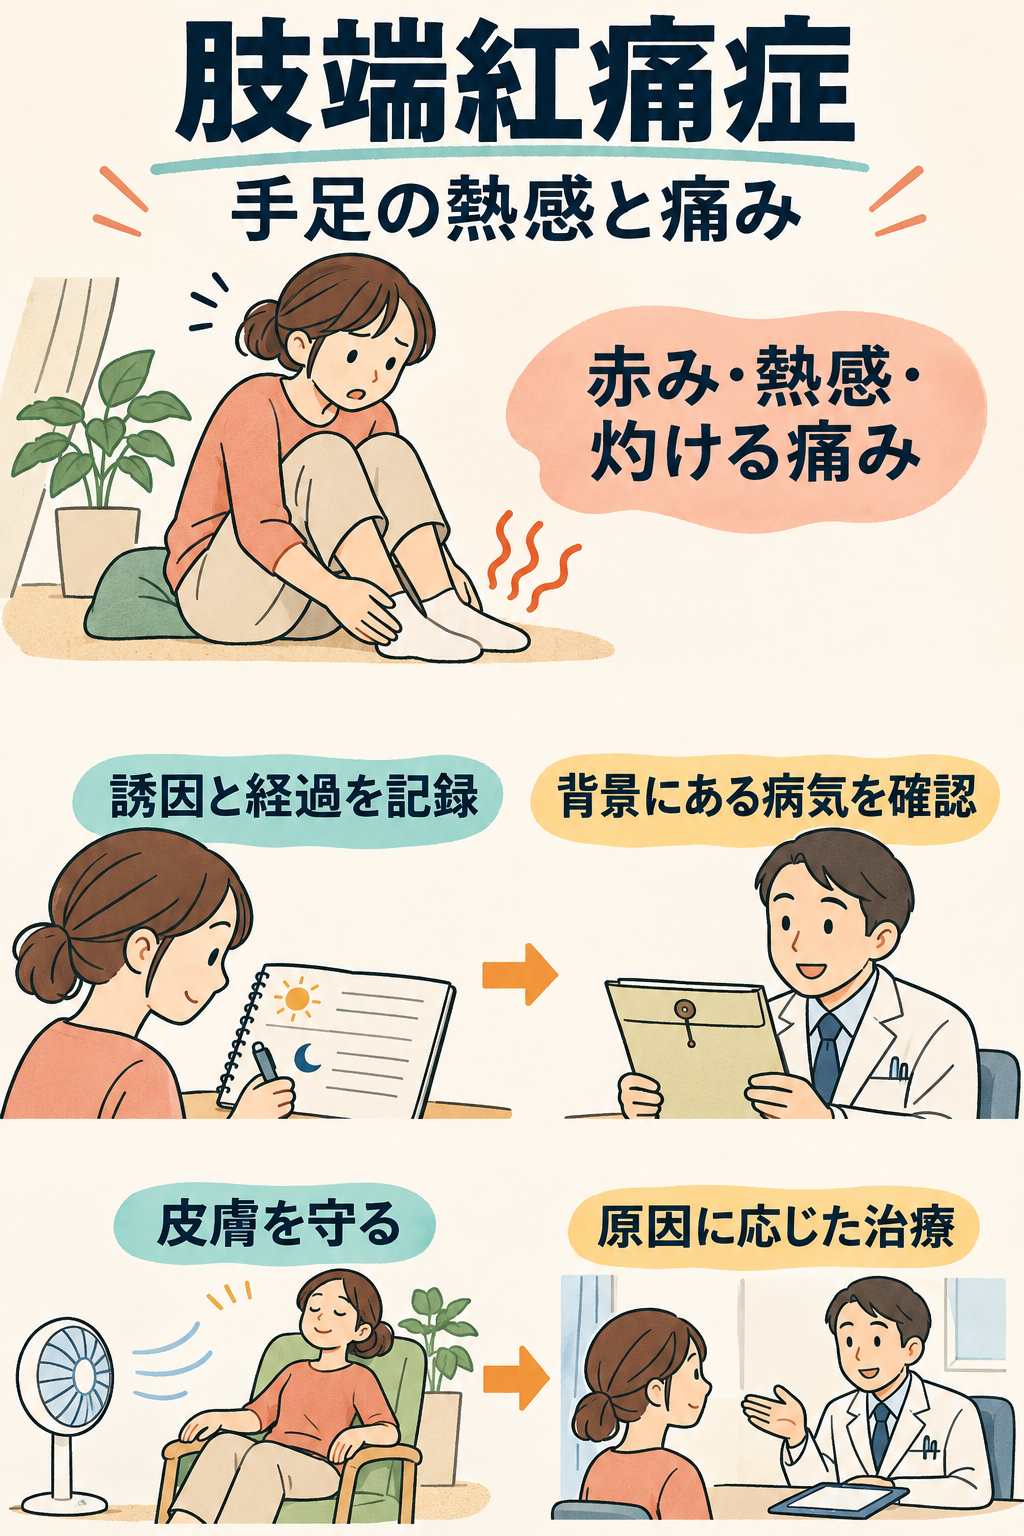 肢端紅痛症
手足の熱感と痛み
赤み・熱感・
灼ける痛み
誘因と経過を記録
背景にある病気を確認
皮膚を守る
原因に応じた治療